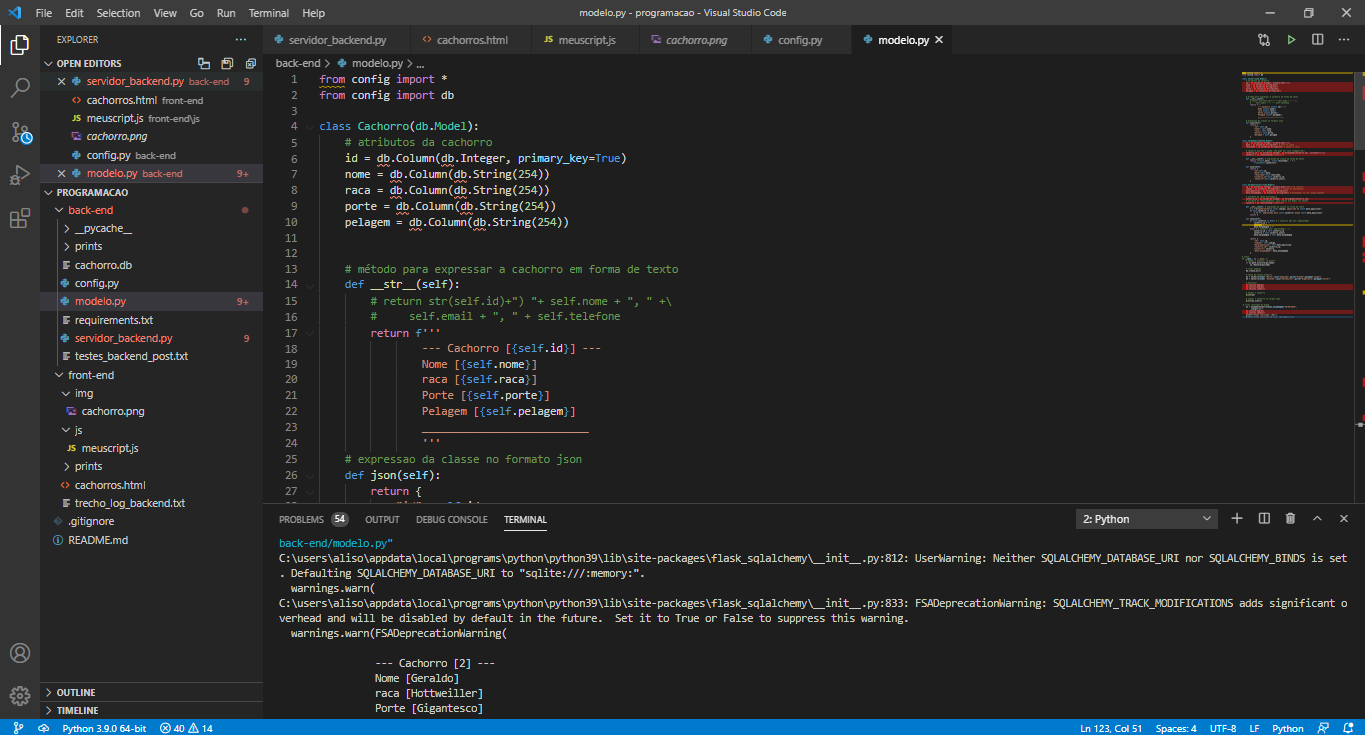 File Edit Selection View Go Run Terminal Help
modelo.py - programacao - Visual Studio Code
EXPLORER
OPEN EDITORS
servidor_backend.py back-end 9
cachorros.html front-end
JS meuscript.js front-end\js
cachorro.png
config.py back-end
modelo.py back-end 9+
PROGRAMACAO
back-end
__pycache__
prints
cachorro.db
config.py
modelo.py 9+
requirements.txt
servidor_backend.py 9
testes_backend_post.txt
front-end
img
cachorro.png
js
JS meuscript.js
prints
cachorros.html
trecho_log_backend.txt
.gitignore
README.md
OUTLINE
TIMELINE
servidor_backend.py cachorros.html JS meuscript.js cachorro.png config.py modelo.py
back-end > modelo.py > ...
1 from config import *
2 from config import db
3
4 class Cachorro(db.Model):
5 # atributos da cachorro
6 id = db.Column(db.Integer, primary_key=True)
7 nome = db.Column(db.String(254))
8 raca = db.Column(db.String(254))
9 porte = db.Column(db.String(254))
10 pelagem = db.Column(db.String(254))
11
12
13 # método para expressar a cachorro em forma de texto
14 def __str__(self):
15 # return str(self.id)+") "+ self.nome + ", " +\
16 # self.email + ", " + self.telefone
17 return f'''
18 --- Cachorro [{self.id}] ---
19 Nome [{self.nome}]
20 raca [{self.raca}]
21 Porte [{self.porte}]
22 Pelagem [{self.pelagem}]
23 __________________________
24 '''
25 # expressao da classe no formato json
26 def json(self):
27 return {
PROBLEMS 54 OUTPUT DEBUG CONSOLE TERMINAL 2: Python
back-end/modelo.py"
C:\users\aliso\appdata\local\programs\python\python39\lib\site-packages\flask_sqlalchemy\__init__.py:812: UserWarning: Neither SQLALCHEMY_DATABASE_URI nor SQLALCHEMY_BINDS is set
. Defaulting SQLALCHEMY_DATABASE_URI to "sqlite:///:memory:".
warnings.warn(
C:\users\aliso\appdata\local\programs\python\python39\lib\site-packages\flask_sqlalchemy\__init__.py:833: FSADeprecationWarning: SQLALCHEMY_TRACK_MODIFICATIONS adds significant o
verhead and will be disabled by default in the future.  Set it to True or False to suppress this warning.
warnings.warn(FSADeprecationWarning(
--- Cachorro [2] ---
Nome [Geraldo]
raca [Hottweiller]
Porte [Gigantesco]
Python 3.9.0 64-bit 40 14 Ln 123, Col 51 Spaces: 4 UTF-8 LF Python